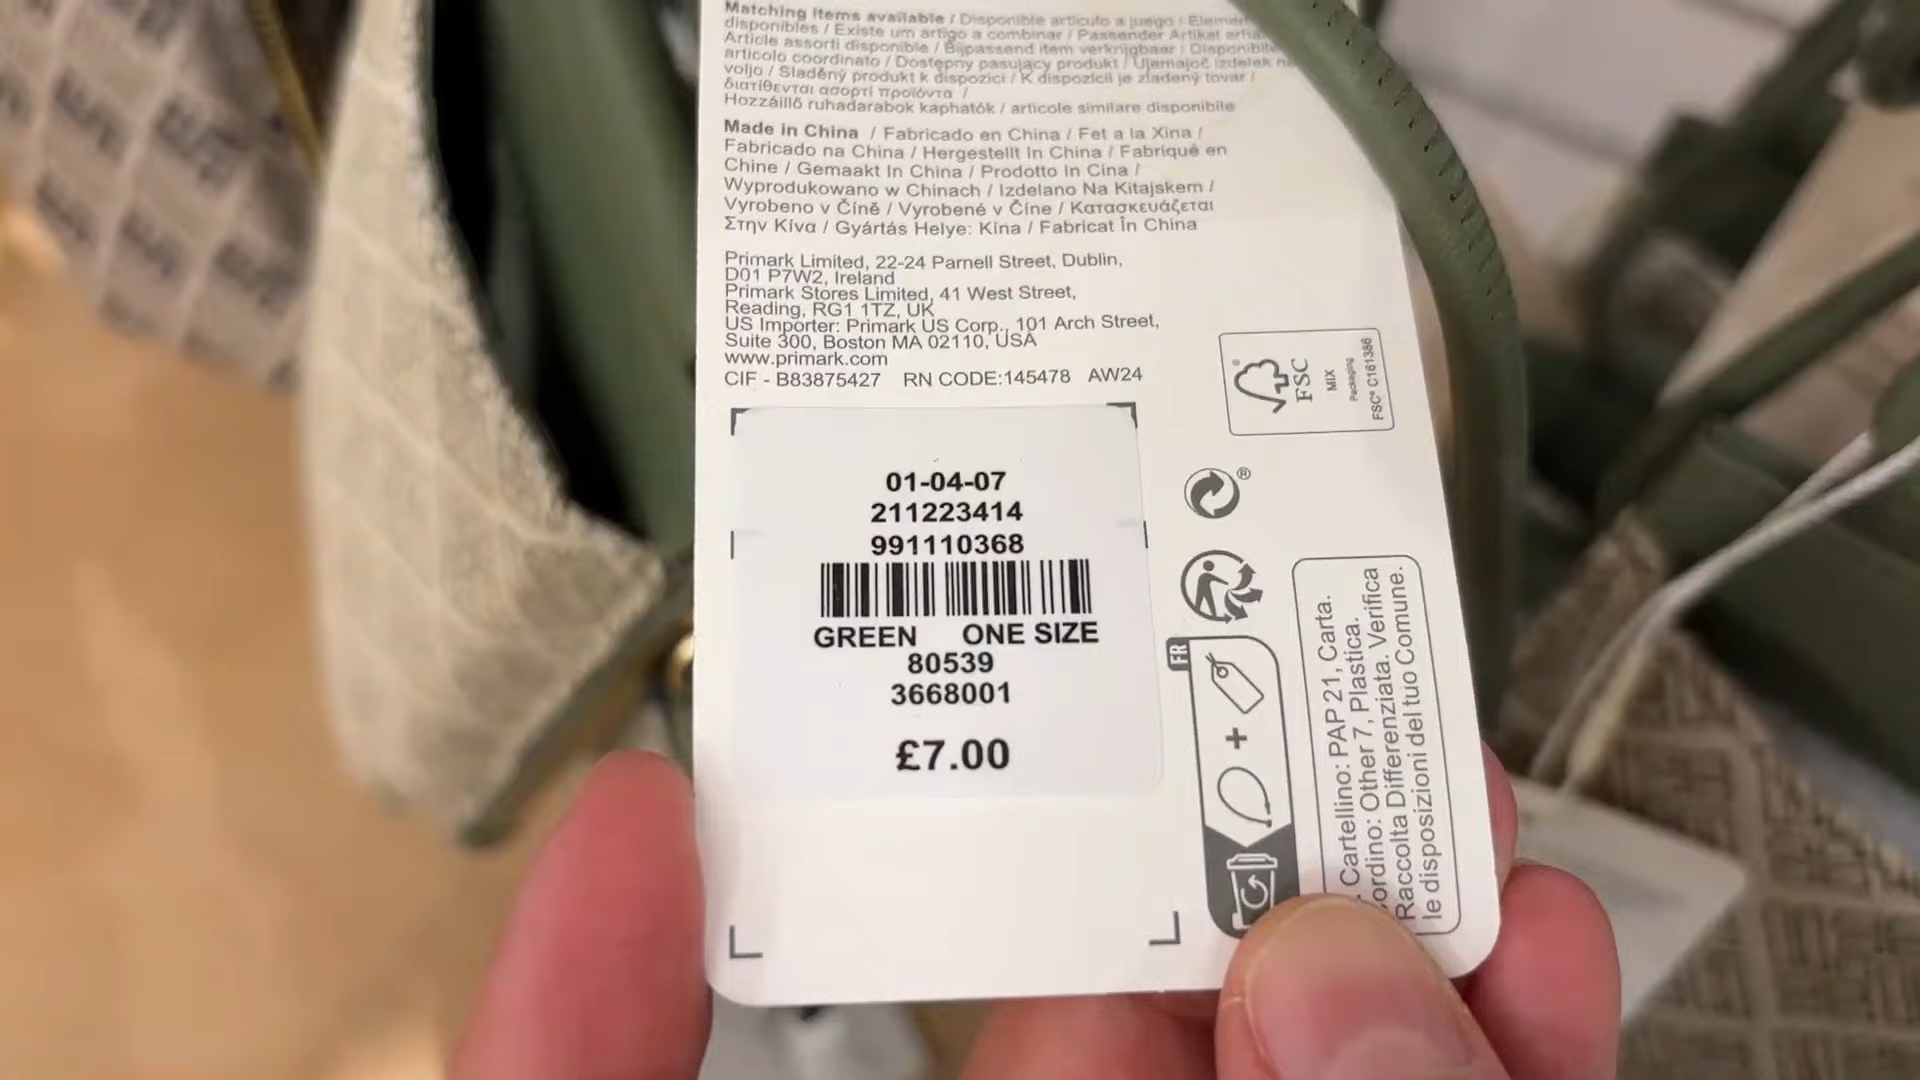 Matching items available / Disponible artículo a juego / Elemen
disponibles / Existe um artigo a combinar / Passender Artikel erhä
Article assorti disponible / Bijpassend item verkrijgbaar / Disponibile
articolo coordinato / Dostępny pasujący produkt / Ujemajoč izdelek na
voljo / Sladěný produkt k dispozici / K dispozícii je zladený tovar /
διατίθενται ασορτί προϊόντα /
Hozzáillő ruhadarabok kaphatók / articole similare disponibile
Made in China / Fabricado en China / Fet a la Xina /
Fabricado na China / Hergestellt In China / Fabriqué en
Chine / Gemaakt In China / Prodotto In Cina /
Wyprodukowano w Chinach / Izdelano Na Kitajskem /
Vyrobeno v Číně / Vyrobené v Číne / Κατασκευάζεται
Στην Κίνα / Gyártás Helye: Kína / Fabricat În China
Primark Limited, 22-24 Parnell Street, Dublin,
D01 P7W2, Ireland
Primark Stores Limited, 41 West Street,
Reading, RG1 1TZ, UK
US Importer: Primark US Corp., 101 Arch Street,
Suite 300, Boston MA 02110, USA
www.primark.com
CIF - B83875427 RN CODE:145478 AW24
FSC
MIX
Packaging
FSC® C161386
01-04-07
211223414
991110368
GREEN ONE SIZE
80539
3668001
£7.00
FR
+
Cartellino: PAP 21, Carta.
ordino: Other 7, Plastica.
Raccolta Differenziata. Verifica
le disposizioni del tuo Comune.